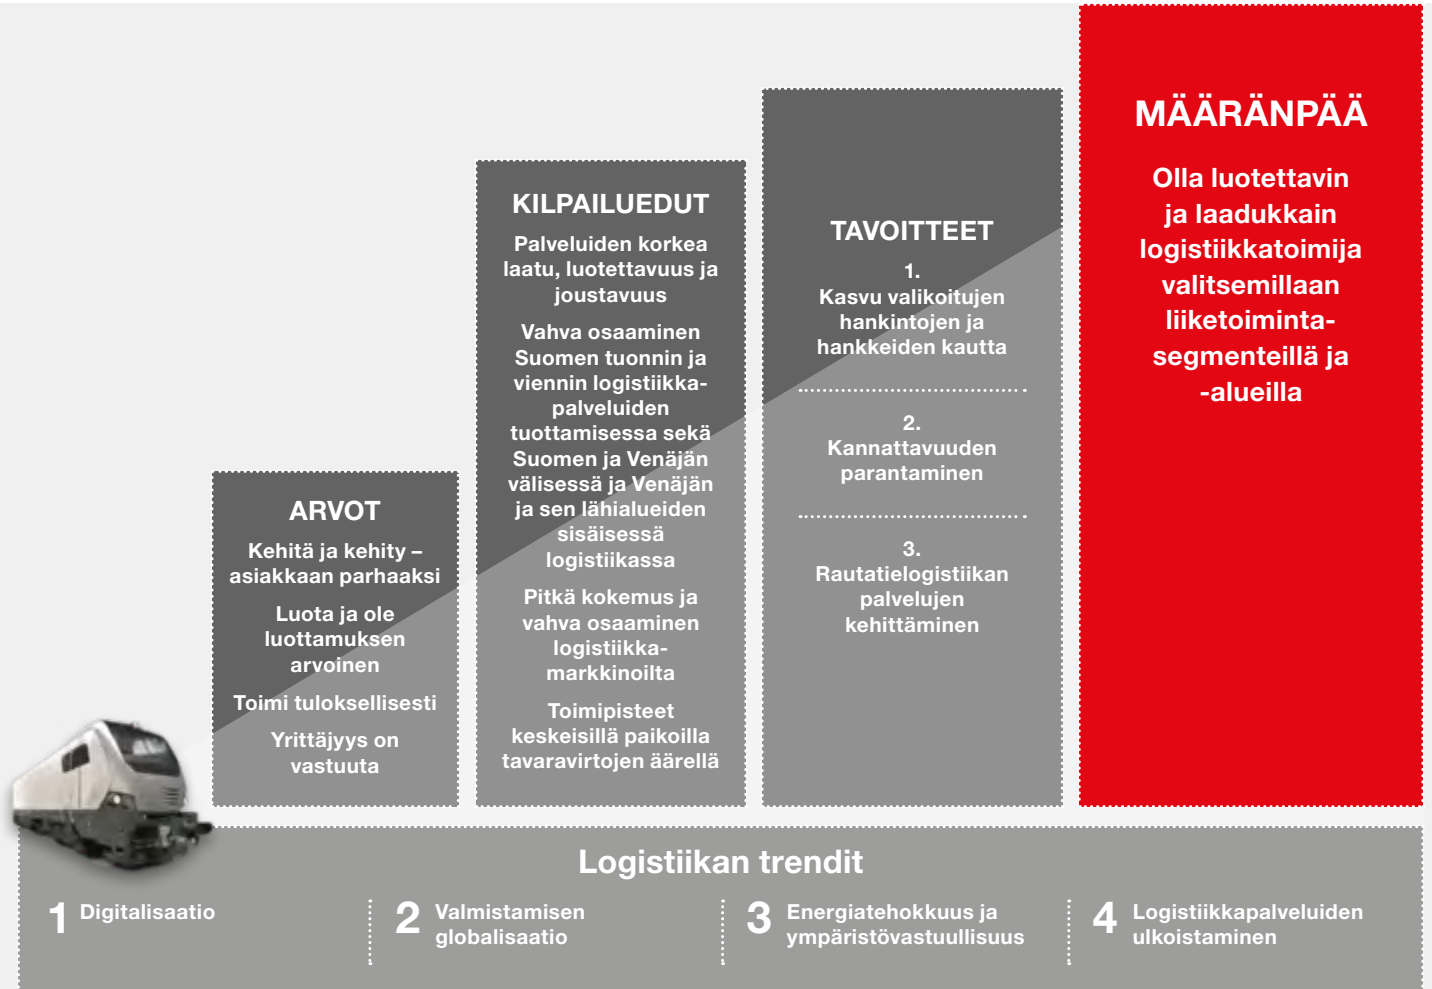 ARVOT
Kehitä ja kehity –
asiakkaan parhaaksi
Luota ja ole
luottamuksen
arvoinen
Toimi tuloksellisesti
Yrittäjyys on
vastuuta
KILPAILUEDUT
Palveluiden korkea
laatu, luotettavuus ja
joustavuus
Vahva osaaminen
Suomen tuonnin ja
viennin logistiikka-
palveluiden
tuottamisessa sekä
Suomen ja Venäjän
välisessä ja Venäjän
ja sen lähialueiden
sisäisessä
logistiikassa
Pitkä kokemus ja
vahva osaaminen
logistiikka-
markkinoilta
Toimipisteet
keskeisillä paikoilla
tavaravirtojen äärellä
TAVOITTEET
1.
Kasvu valikoitujen
hankintojen ja
hankkeiden kautta
2.
Kannattavuuden
parantaminen
3.
Rautatielogistiikan
palvelujen
kehittäminen
MÄÄRÄNPÄÄ
Olla luotettavin
ja laadukkain
logistiikkatoimija
valitsemillaan
liiketoiminta-
segmenteillä ja
-alueilla
Logistiikan trendit
1 Digitalisaatio
2 Valmistamisen
globalisaatio
3 Energiatehokkuus ja
ympäristövastuullisuus
4 Logistiikkapalveluiden
ulkoistaminen